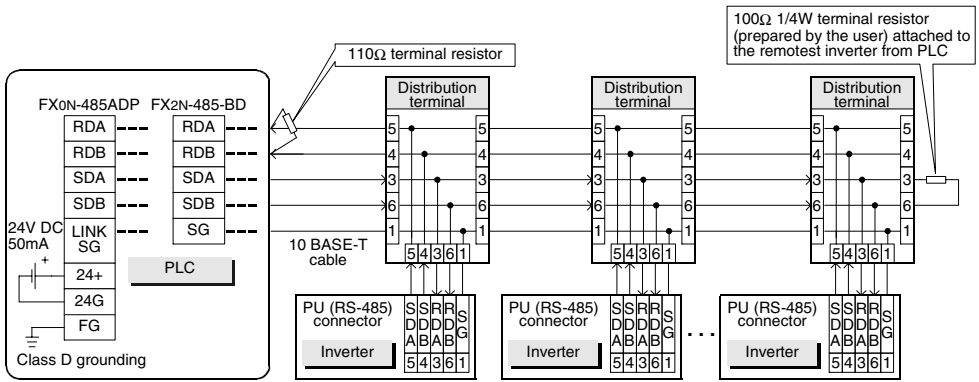 100Ω 1/4W terminal resistor
(prepared by the user) attached to
the remotest inverter from PLC
110Ω terminal resistor
FX0N-485ADP FX2N-485-BD
RDA
RDB
SDA
SDB
LINK
SG
24+
24G
FG
RDA
RDB
SDA
SDB
SG
24V DC
50mA
+
PLC
Class D grounding
10 BASE-T
cable
Distribution
terminal
5 5
4 4
3 3
6 6
1 1
5 4 3 6 1
Distribution
terminal
5 5
4 4
3 3
6 6
1 1
5 4 3 6 1
Distribution
terminal
5 5
4 4
3 3
6 6
1 1
5 4 3 6 1
PU (RS-485)
connector
Inverter
SDA SDB RDA RDB SG
5 4 3 6 1
PU (RS-485)
connector
Inverter
SDA SDB RDA RDB SG
5 4 3 6 1
...
PU (RS-485)
connector
Inverter
SDA SDB RDA RDB SG
5 4 3 6 1